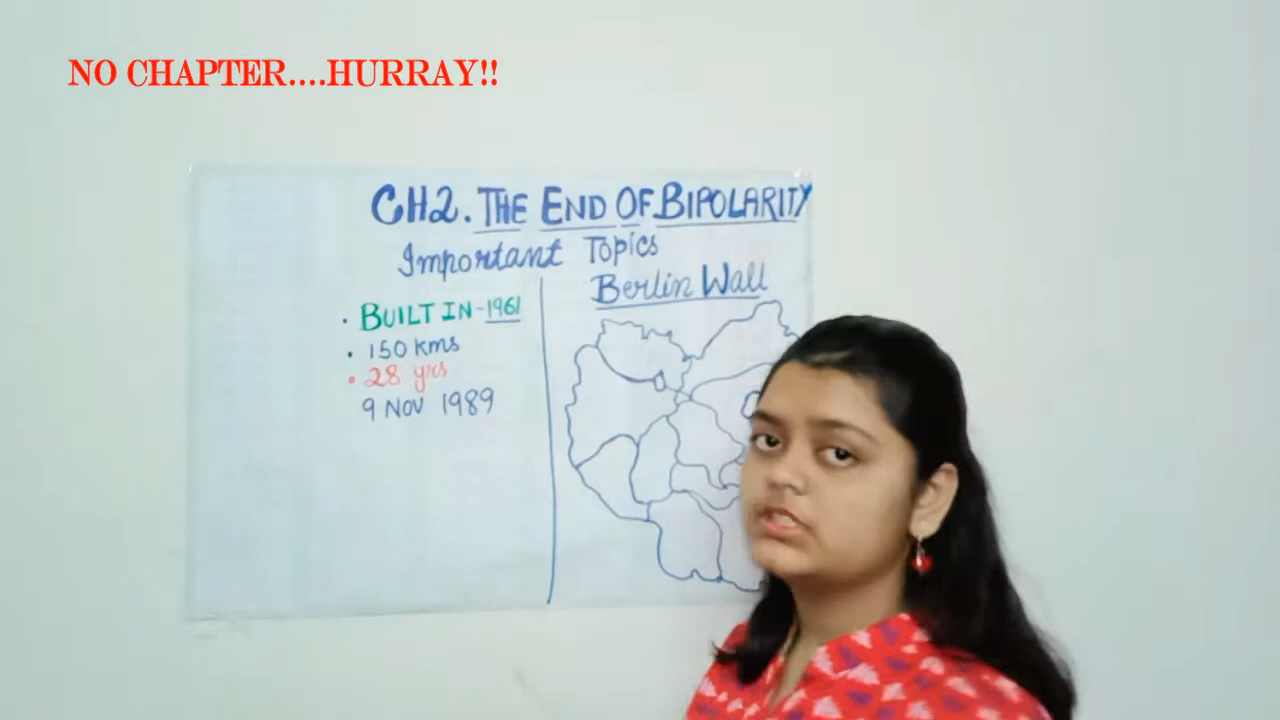 NO CHAPTER....HURRAY!!
CH2. THE END OF BIPOLARITY
Important Topics
Berlin Wall
• BUILT IN - 1961
• 150 kms
• 28 yrs
9 NOV 1989